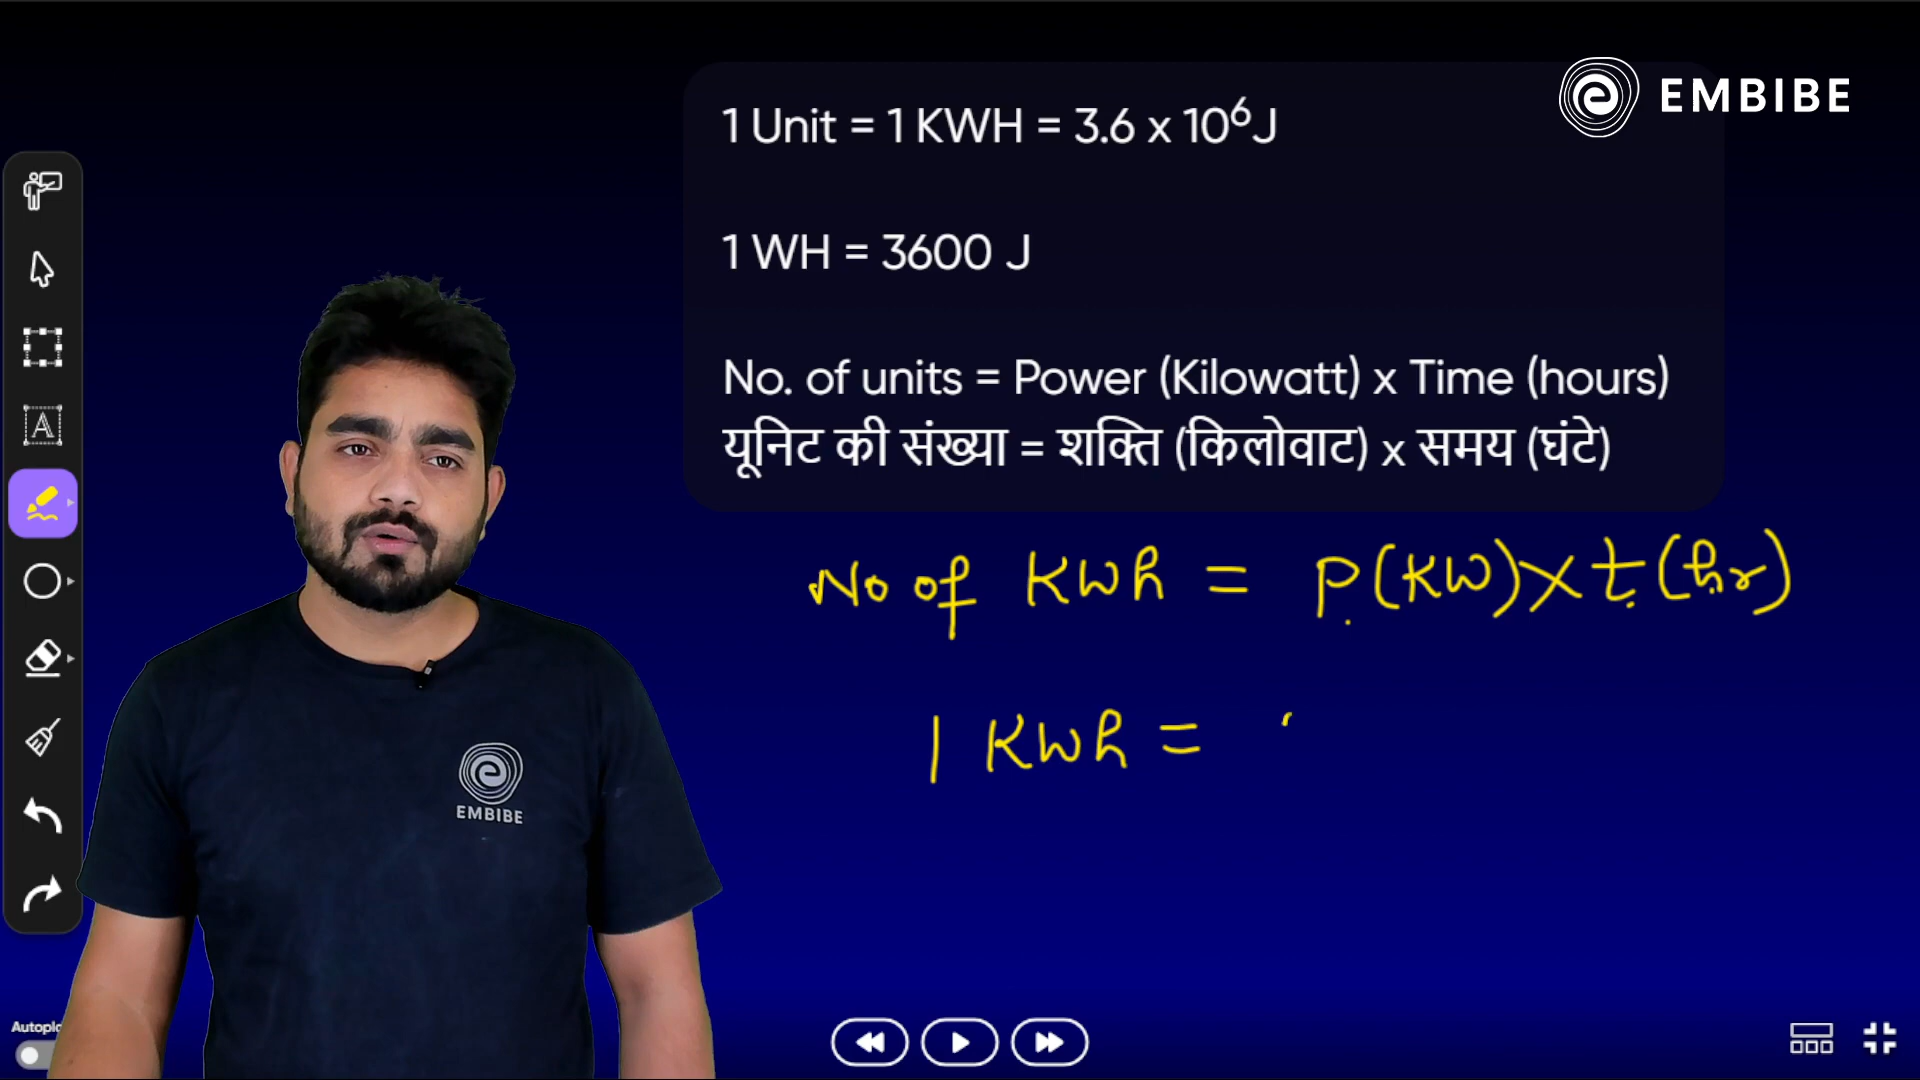 EMBIBE
1 Unit = 1 KWH = 3.6 x 10⁶J
1 WH = 3600 J
No. of units = Power (Kilowatt) x Time (hours)
यूनिट की संख्या = शक्ति (किलोवाट) x समय (घंटे)
No of KWh = P(KW) X t(hr)
1 KWh =
A
EMBIBE